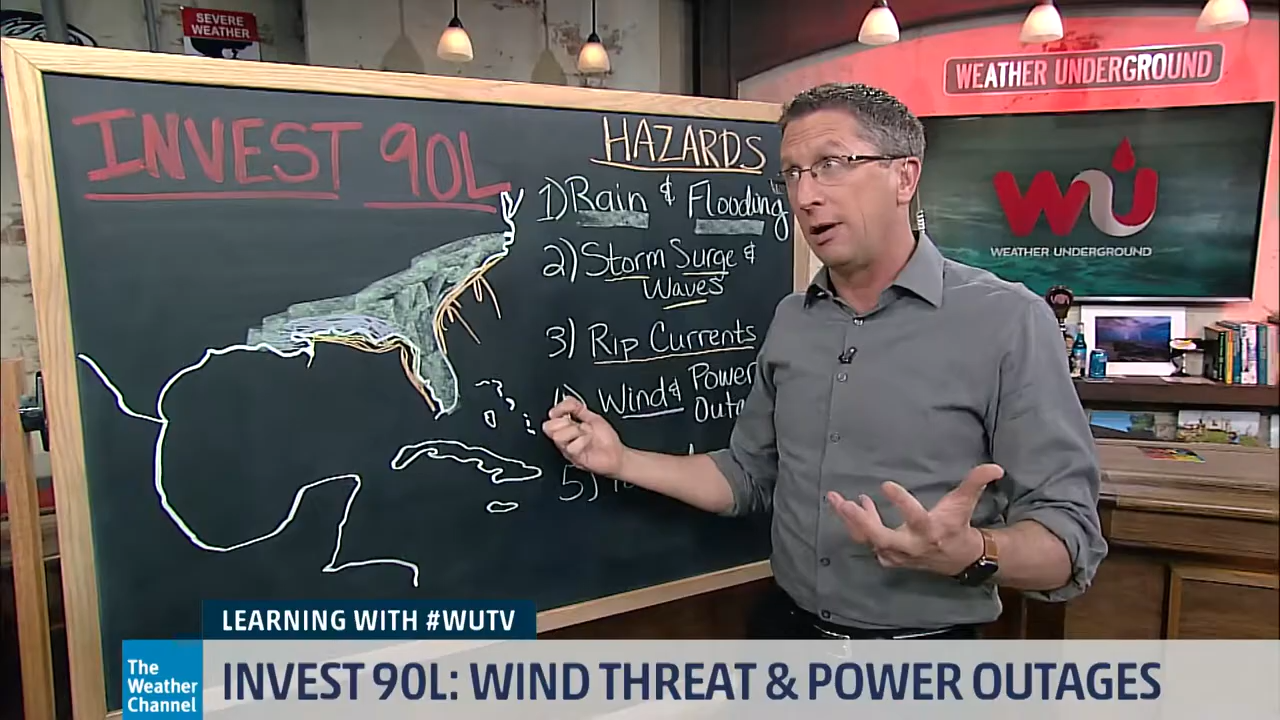 SEVERE
WEATHER
WEATHER UNDERGROUND
INVEST 90L
HAZARDS
1) Rain & Flooding
2) Storm Surge &
Waves
3) Rip Currents
Wind & Power
5)
WU
WEATHER UNDERGROUND
LEARNING WITH #WUTV
The
Weather
Channel
INVEST 90L: WIND THREAT & POWER OUTAGES